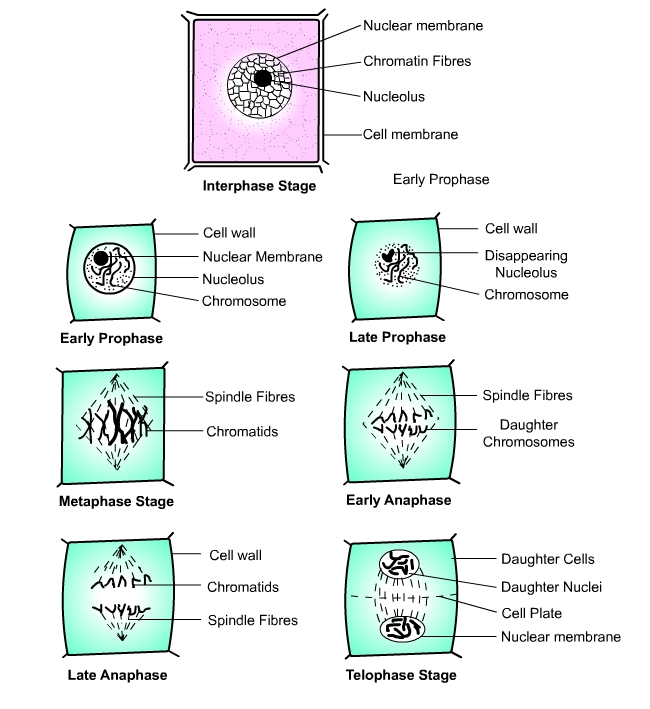 Nuclear membrane
Chromatin Fibres
Nucleolus
Cell membrane
Interphase Stage
Early Prophase
Cell wall
Nuclear Membrane
Nucleolus
Chromosome
Early Prophase
Cell wall
Disappearing
Nucleolus
Chromosome
Late Prophase
Spindle Fibres
Chromatids
Metaphase Stage
Spindle Fibres
Daughter
Chromosomes
Early Anaphase
Cell wall
Chromatids
Spindle Fibres
Late Anaphase
Daughter Cells
Daughter Nuclei
Cell Plate
Nuclear membrane
Telophase Stage